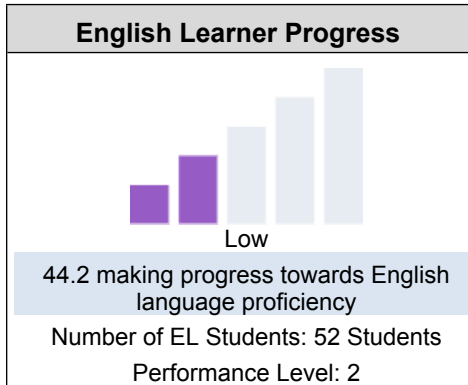 English Learner Progress
Low
44.2 making progress towards English
language proficiency
Number of EL Students: 52 Students
Performance Level: 2